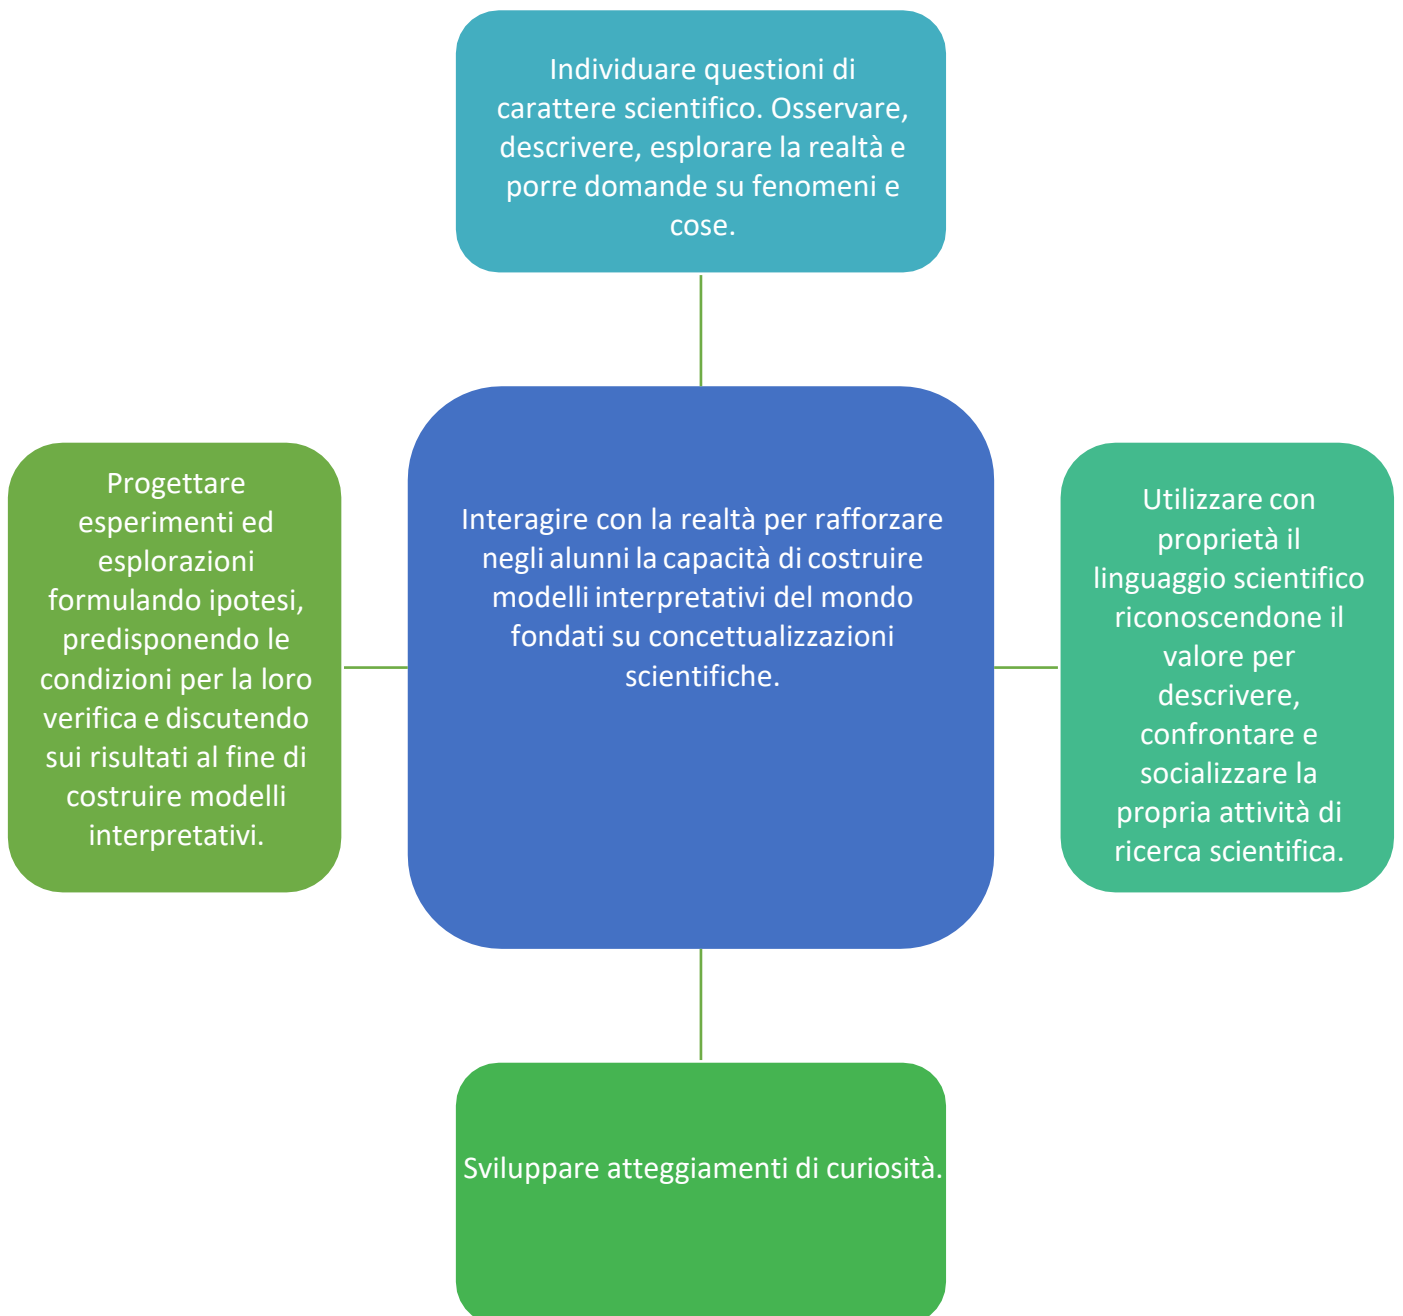 Individuare questioni di
carattere scientifico. Osservare,
descrivere, esplorare la realtà e
porre domande su fenomeni e
cose.
Progettare
esperimenti ed
esplorazioni
formulando ipotesi,
predisponendo le
condizioni per la loro
verifica e discutendo
sui risultati al fine di
costruire modelli
interpretativi.
Interagire con la realtà per rafforzare
negli alunni la capacità di costruire
modelli interpretativi del mondo
fondati su concettualizzazioni
scientifiche.
Utilizzare con
proprietà il
linguaggio scientifico
riconoscendone il
valore per
descrivere,
confrontare e
socializzare la
propria attività di
ricerca scientifica.
Sviluppare atteggiamenti di curiosità.